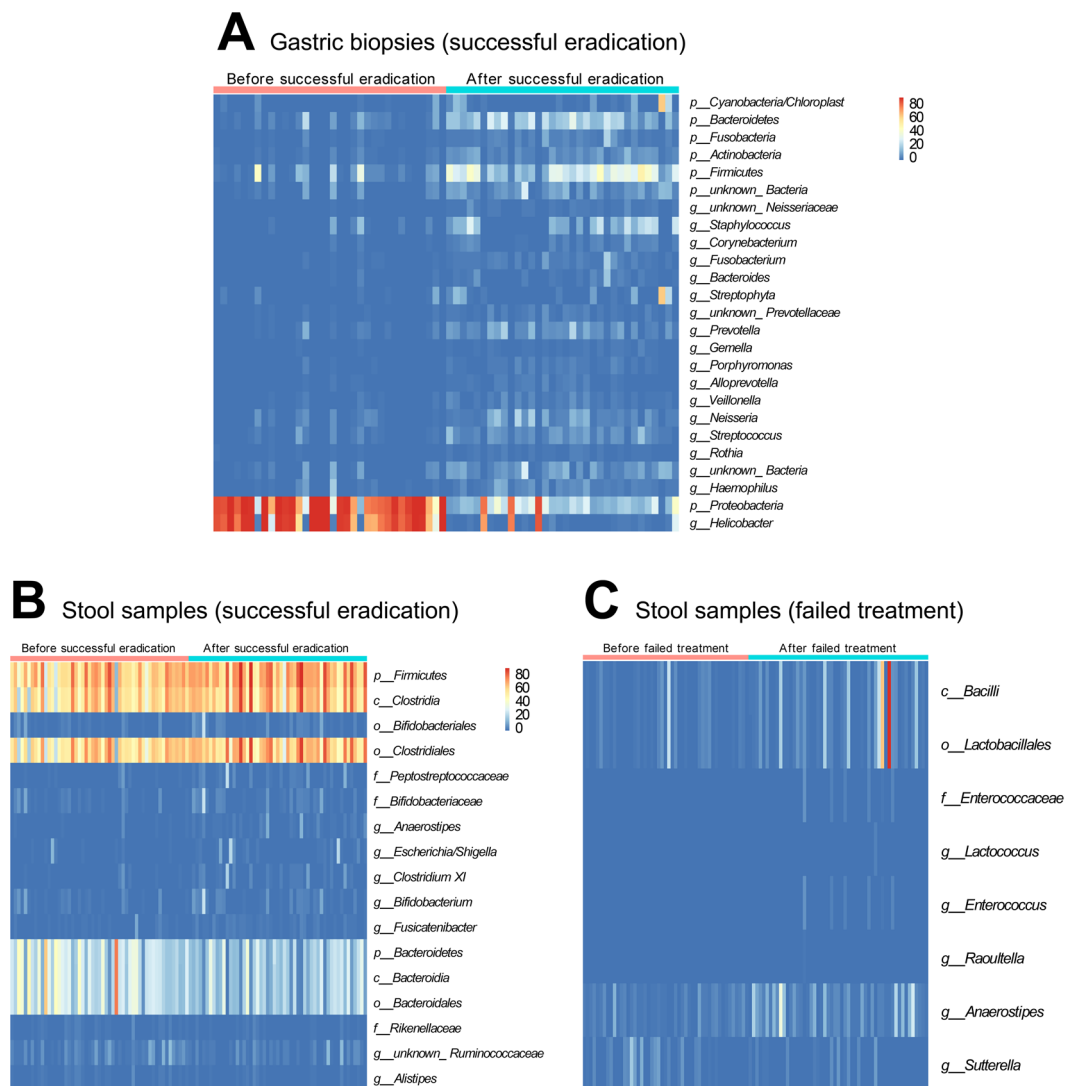 A Gastric biopsies (successful eradication)
Before successful eradication After successful eradication
p__Cyanobacteria/Chloroplast
p__Bacteroidetes
p__Fusobacteria
p__Actinobacteria
p__Firmicutes
p__unknown_ Bacteria
g__unknown_ Neisseriaceae
g__Staphylococcus
g__Corynebacterium
g__Fusobacterium
g__Bacteroides
g__Streptophyta
g__unknown_ Prevotellaceae
g__Prevotella
g__Gemella
g__Porphyromonas
g__Alloprevotella
g__Veillonella
g__Neisseria
g__Streptococcus
g__Rothia
g__unknown_ Bacteria
g__Haemophilus
p__Proteobacteria
g__Helicobacter
80
60
40
20
0
B Stool samples (successful eradication)
Before successful eradication After successful eradication
p__Firmicutes
c__Clostridia
o__Bifidobacteriales
o__Clostridiales
f__Peptostreptococcaceae
f__Bifidobacteriaceae
g__Anaerostipes
g__Escherichia/Shigella
g__Clostridium XI
g__Bifidobacterium
g__Fusicatenibacter
p__Bacteroidetes
c__Bacteroidia
o__Bacteroidales
f__Rikenellaceae
g__unknown_ Ruminococcaceae
g__Alistipes
80
60
40
20
0
C Stool samples (failed treatment)
Before failed treatment After failed treatment
c__Bacilli
o__Lactobacillales
f__Enterococcaceae
g__Lactococcus
g__Enterococcus
g__Raoultella
g__Anaerostipes
g__Sutterella